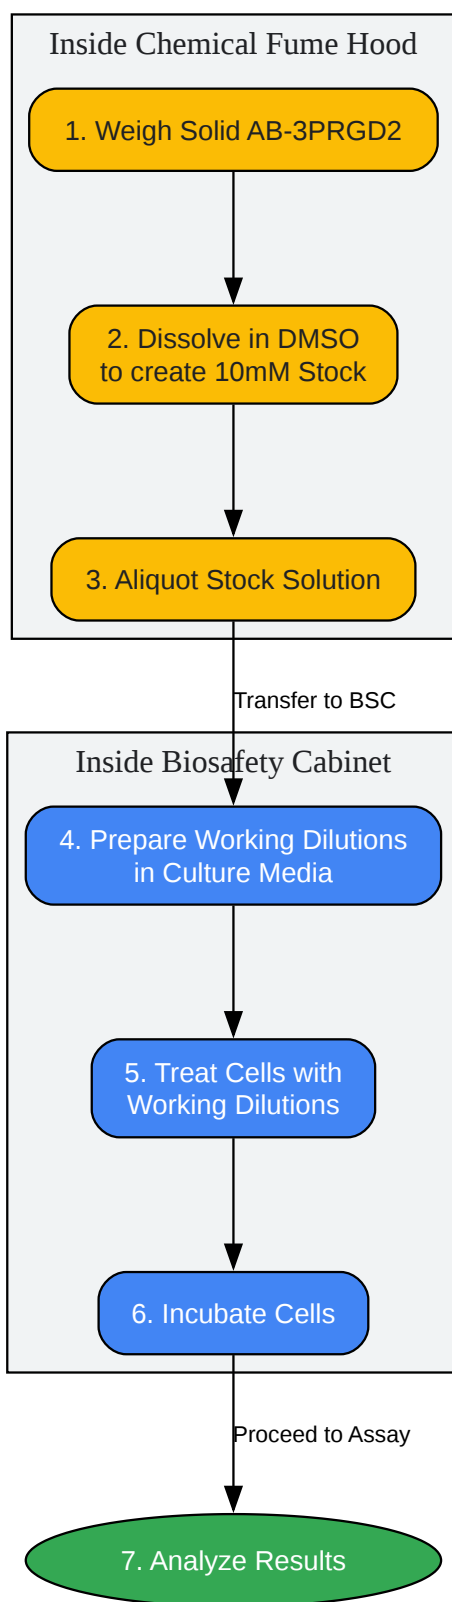 Inside Chemical Fume Hood
1. Weigh Solid AB-3PRGD2
2. Dissolve in DMSO
to create 10mM Stock
3. Aliquot Stock Solution
Transfer to BSC
Inside Biosafety Cabinet
4. Prepare Working Dilutions
in Culture Media
5. Treat Cells with
Working Dilutions
6. Incubate Cells
Proceed to Assay
7. Analyze Results